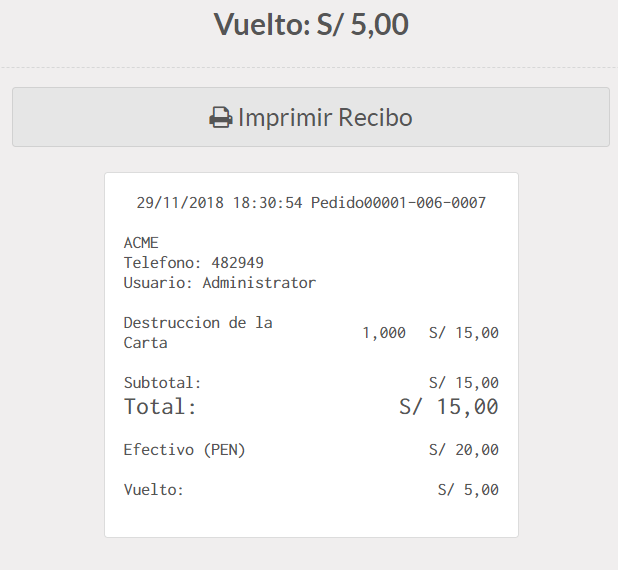 Vuelto: S/ 5,00
Imprimir Recibo
29/11/2018 18:30:54 Pedido00001-006-0007
ACME
Telefono: 482949
Usuario: Administrator
Destruccion de la
Carta 1,000 S/ 15,00
Subtotal: S/ 15,00
Total: S/ 15,00
Efectivo (PEN) S/ 20,00
Vuelto: S/ 5,00